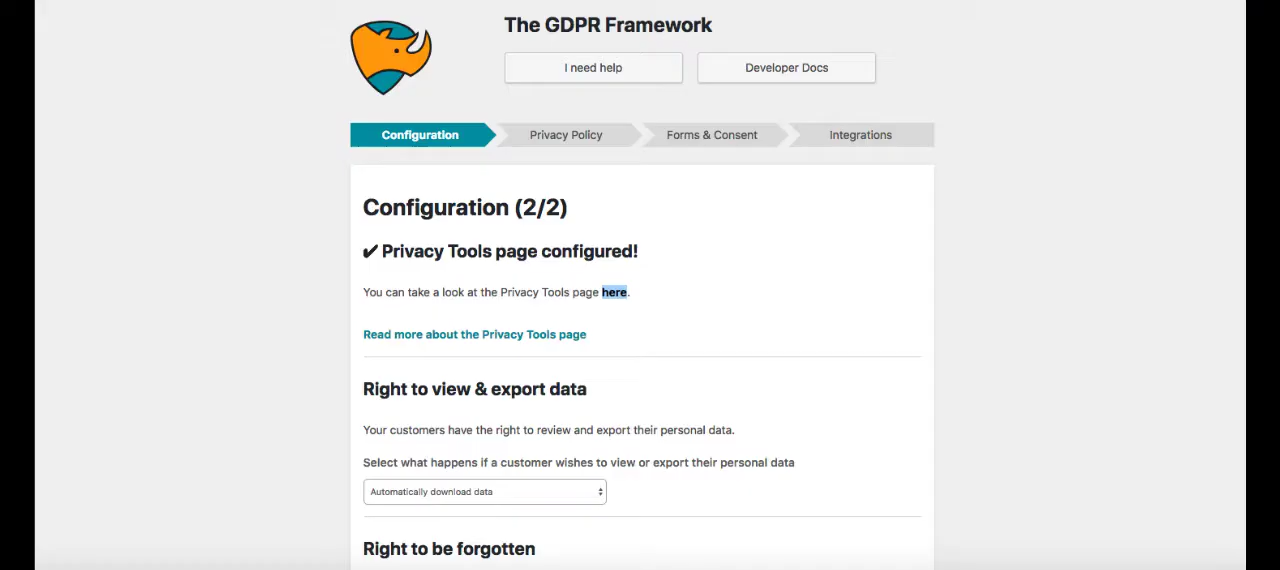 The GDPR Framework
I need help
Developer Docs
Configuration
Privacy Policy
Forms & Consent
Integrations
Configuration (2/2)
✔ Privacy Tools page configured!
You can take a look at the Privacy Tools page here.
Read more about the Privacy Tools page
Right to view & export data
Your customers have the right to review and export their personal data.
Select what happens if a customer wishes to view or export their personal data
Automatically download data
Right to be forgotten